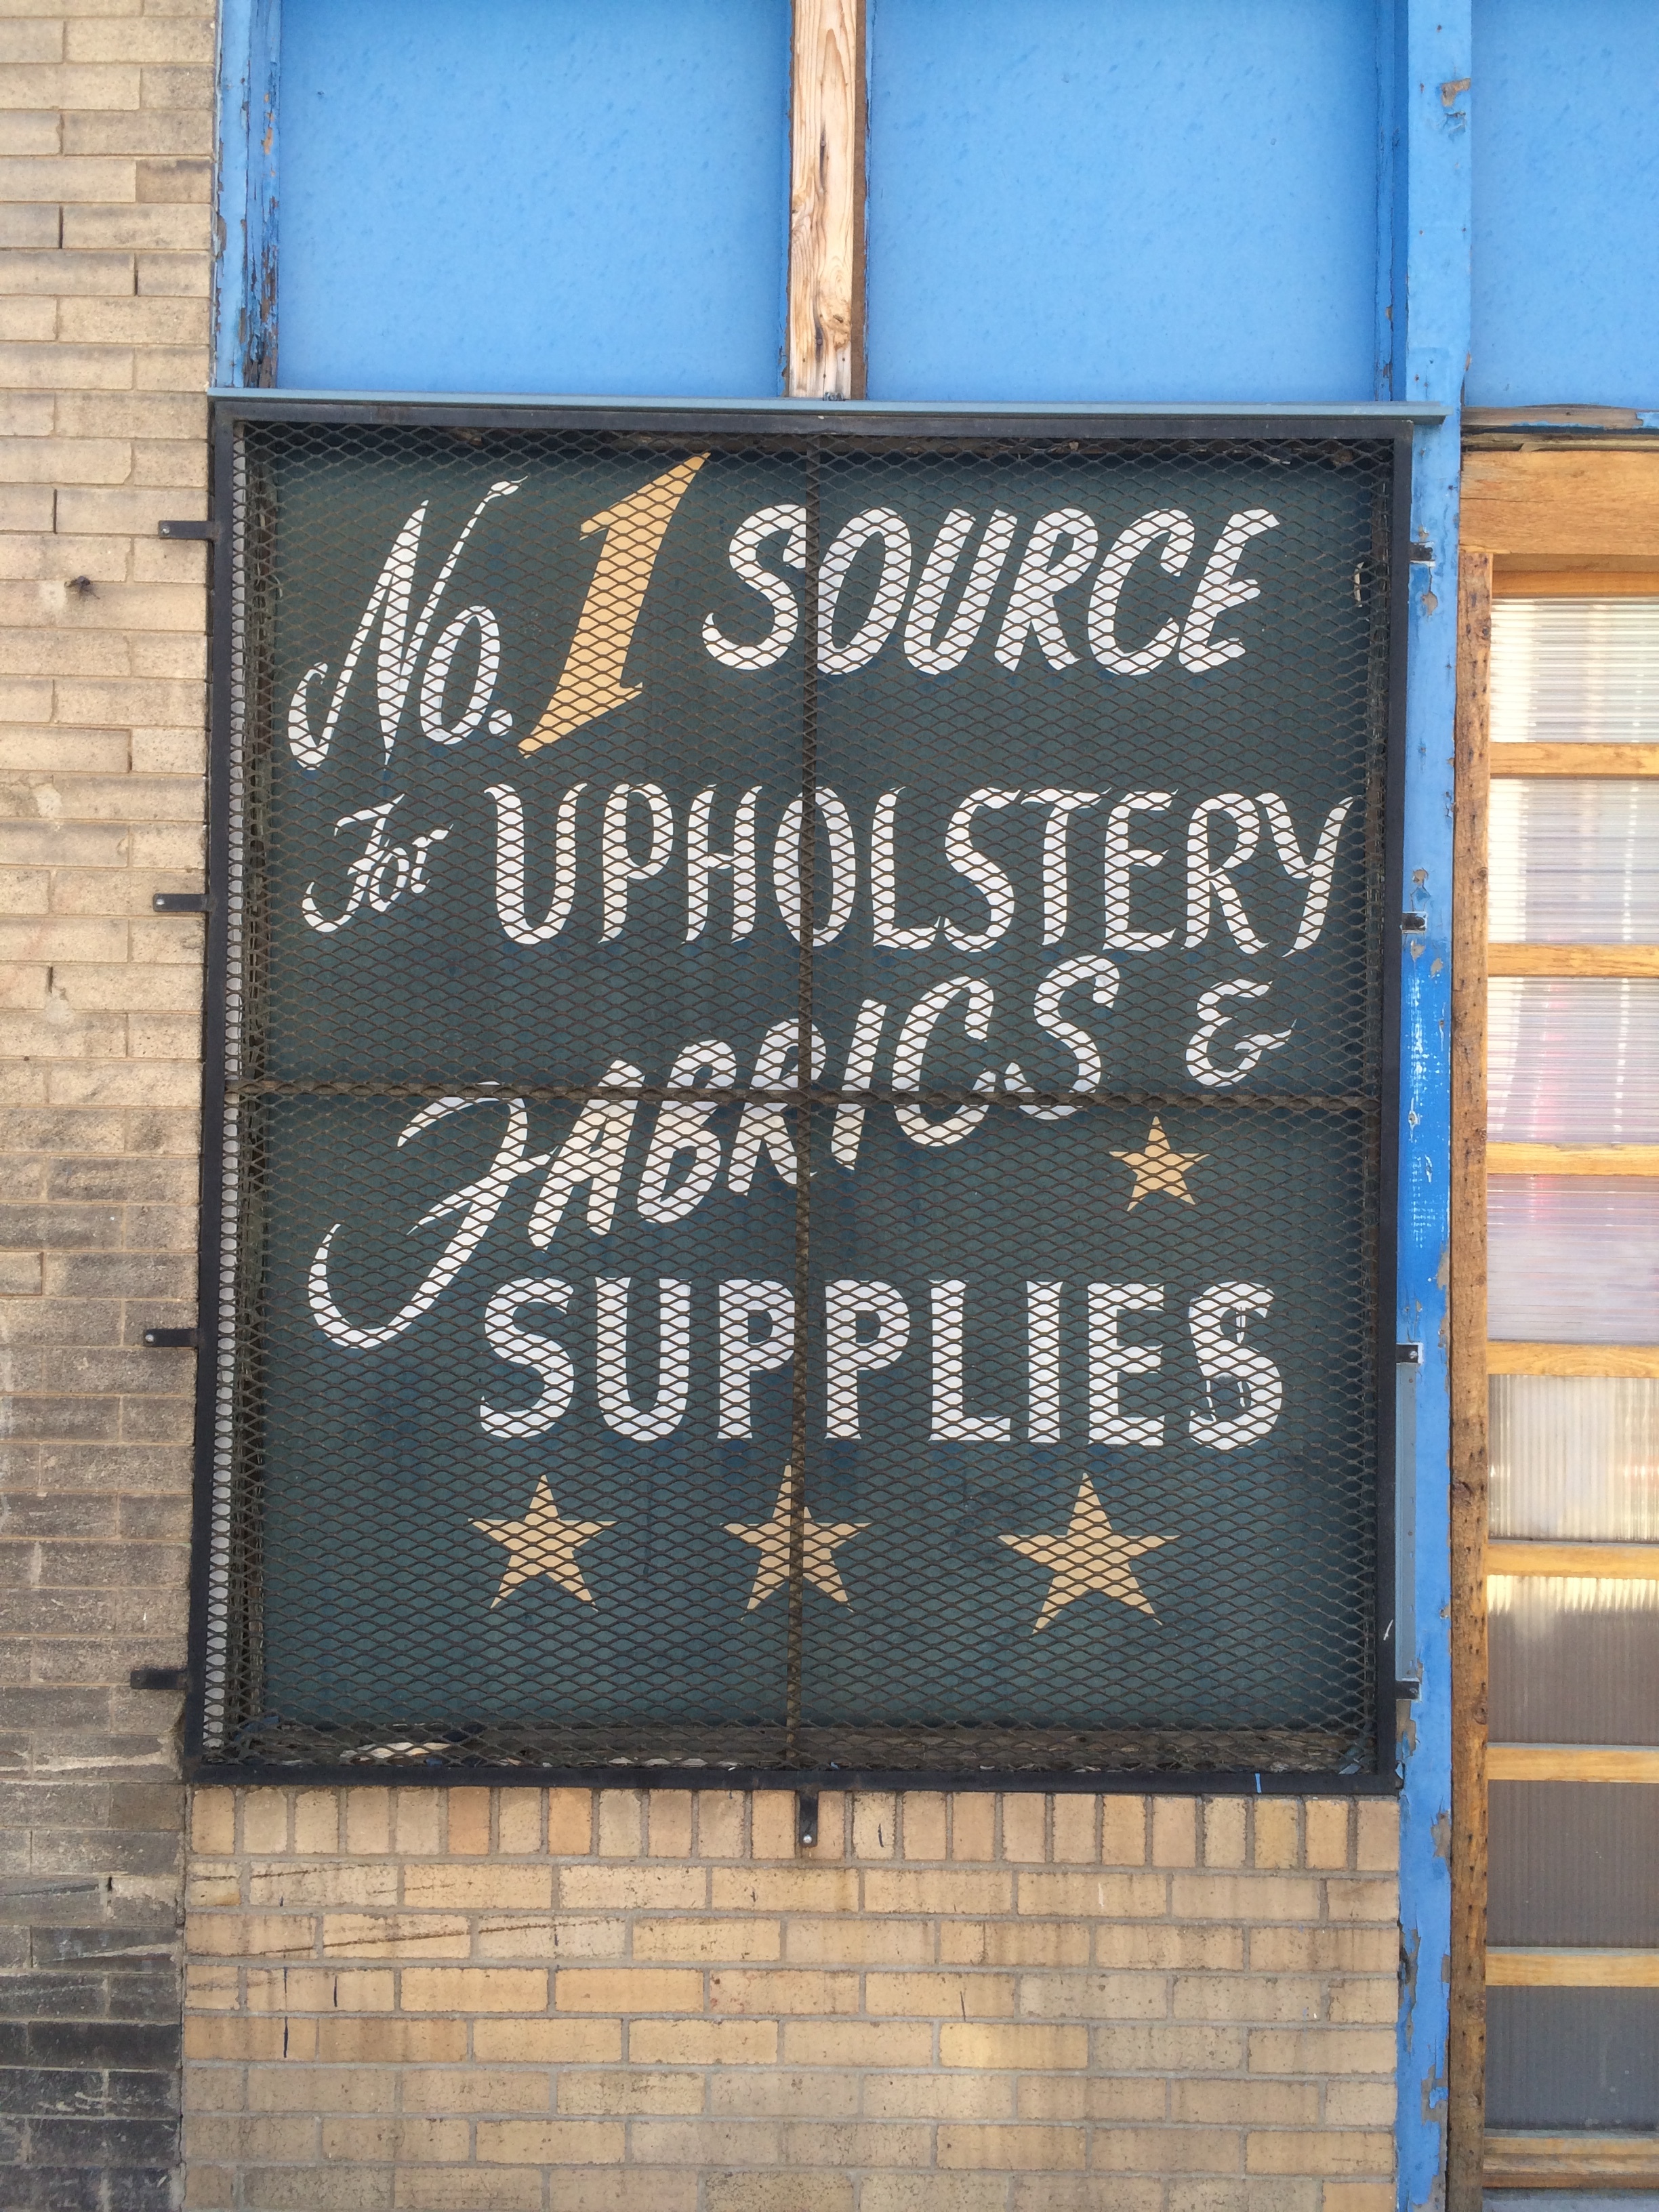 No. 1 SOURCE
For UPHOLSTERY
FABRICS &
SUPPLIES